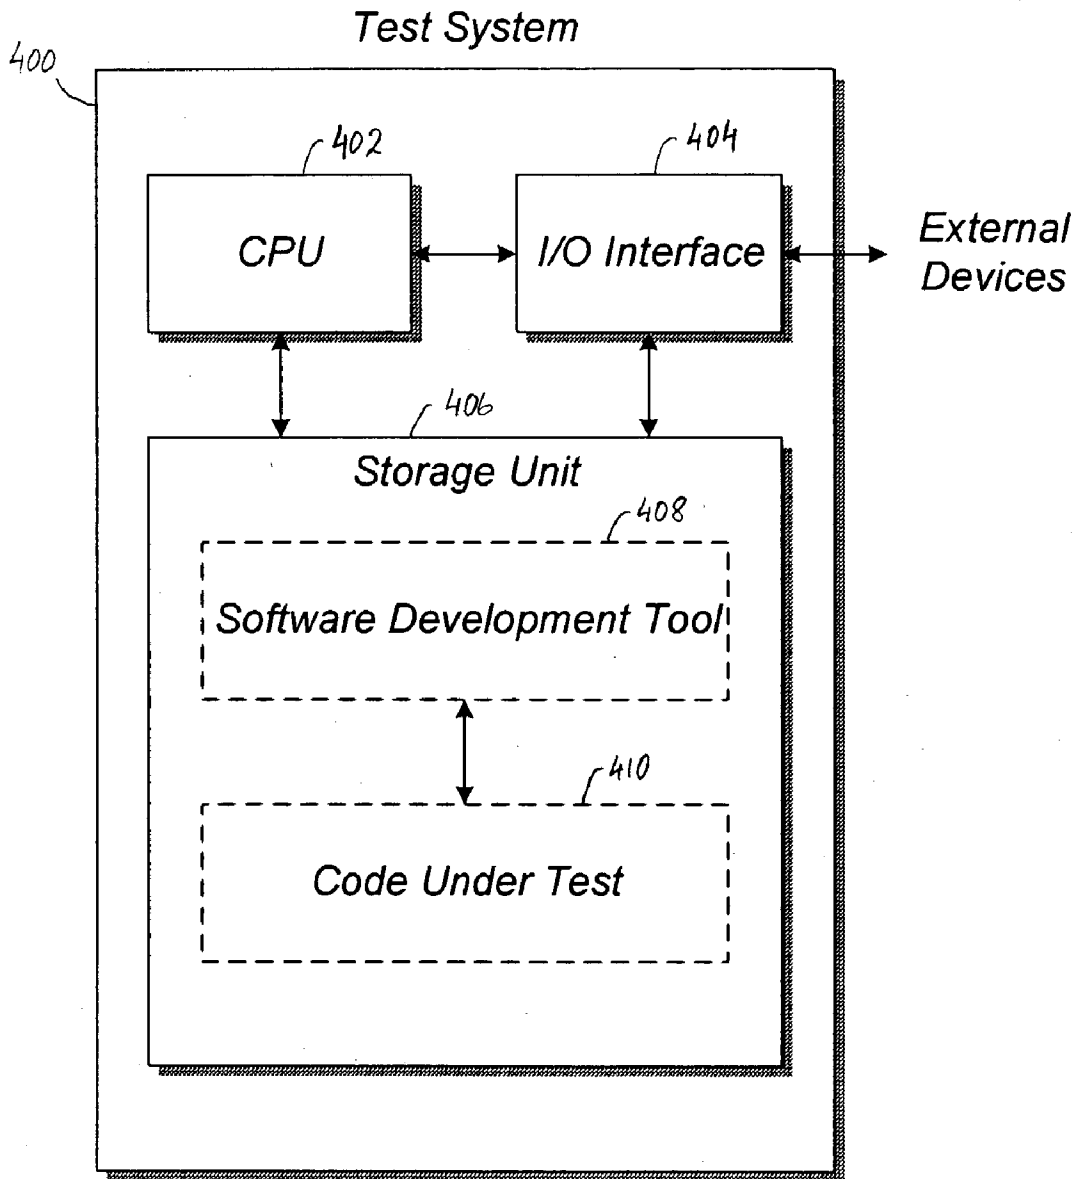 Test System
400
402
404
CPU
I/O Interface
External
Devices
406
Storage Unit
408
Software Development Tool
410
Code Under Test